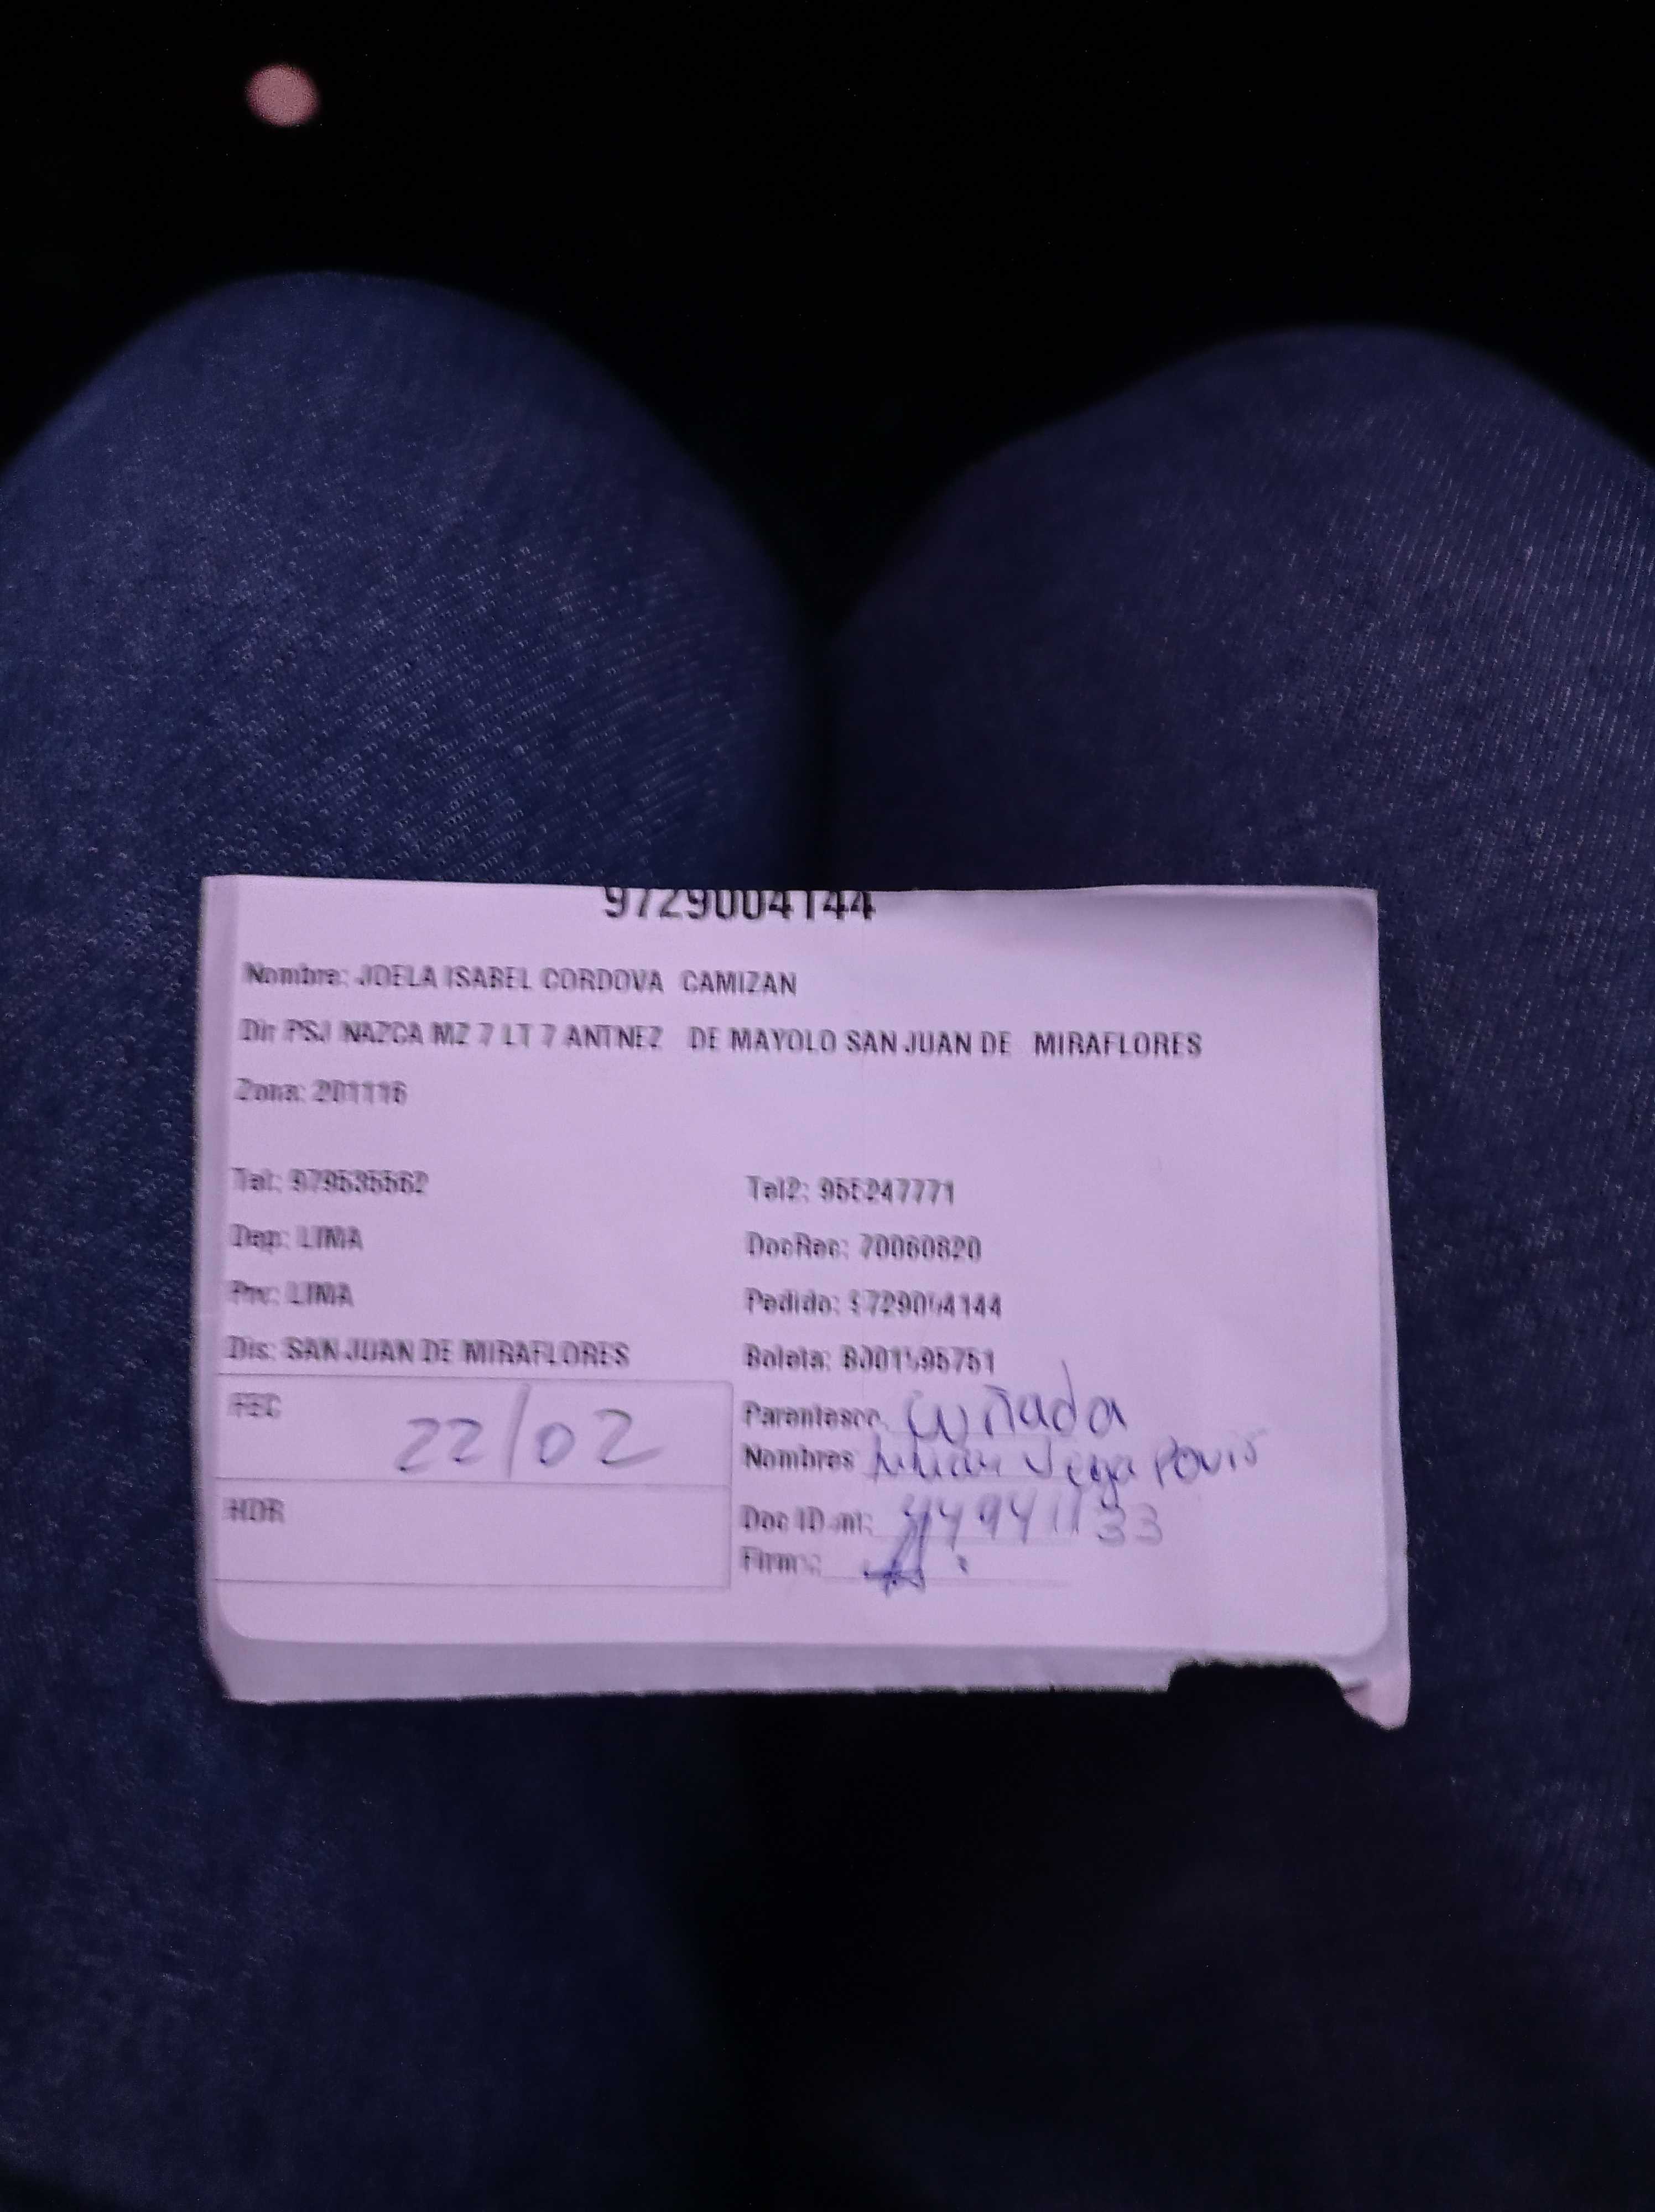 9729004144
Nombre: JOELA ISABEL CORDOVA CAMIZAN
Dir PSJ NAZCA MZ 7 LT 7 ANTNEZ DE MAYOLO SAN JUAN DE MIRAFLORES
Zona: 201116
Tel: 979535562 Tel2: 955247771
Dep: LIMA DocRec: 70060820
Prv: LIMA Pedido: 9729004144
Dis: SAN JUAN DE MIRAFLORES Boleta:
FEC 22/02 Parentesco: Cuñada
Nombres Vega
HDR Doc ID
Firma: